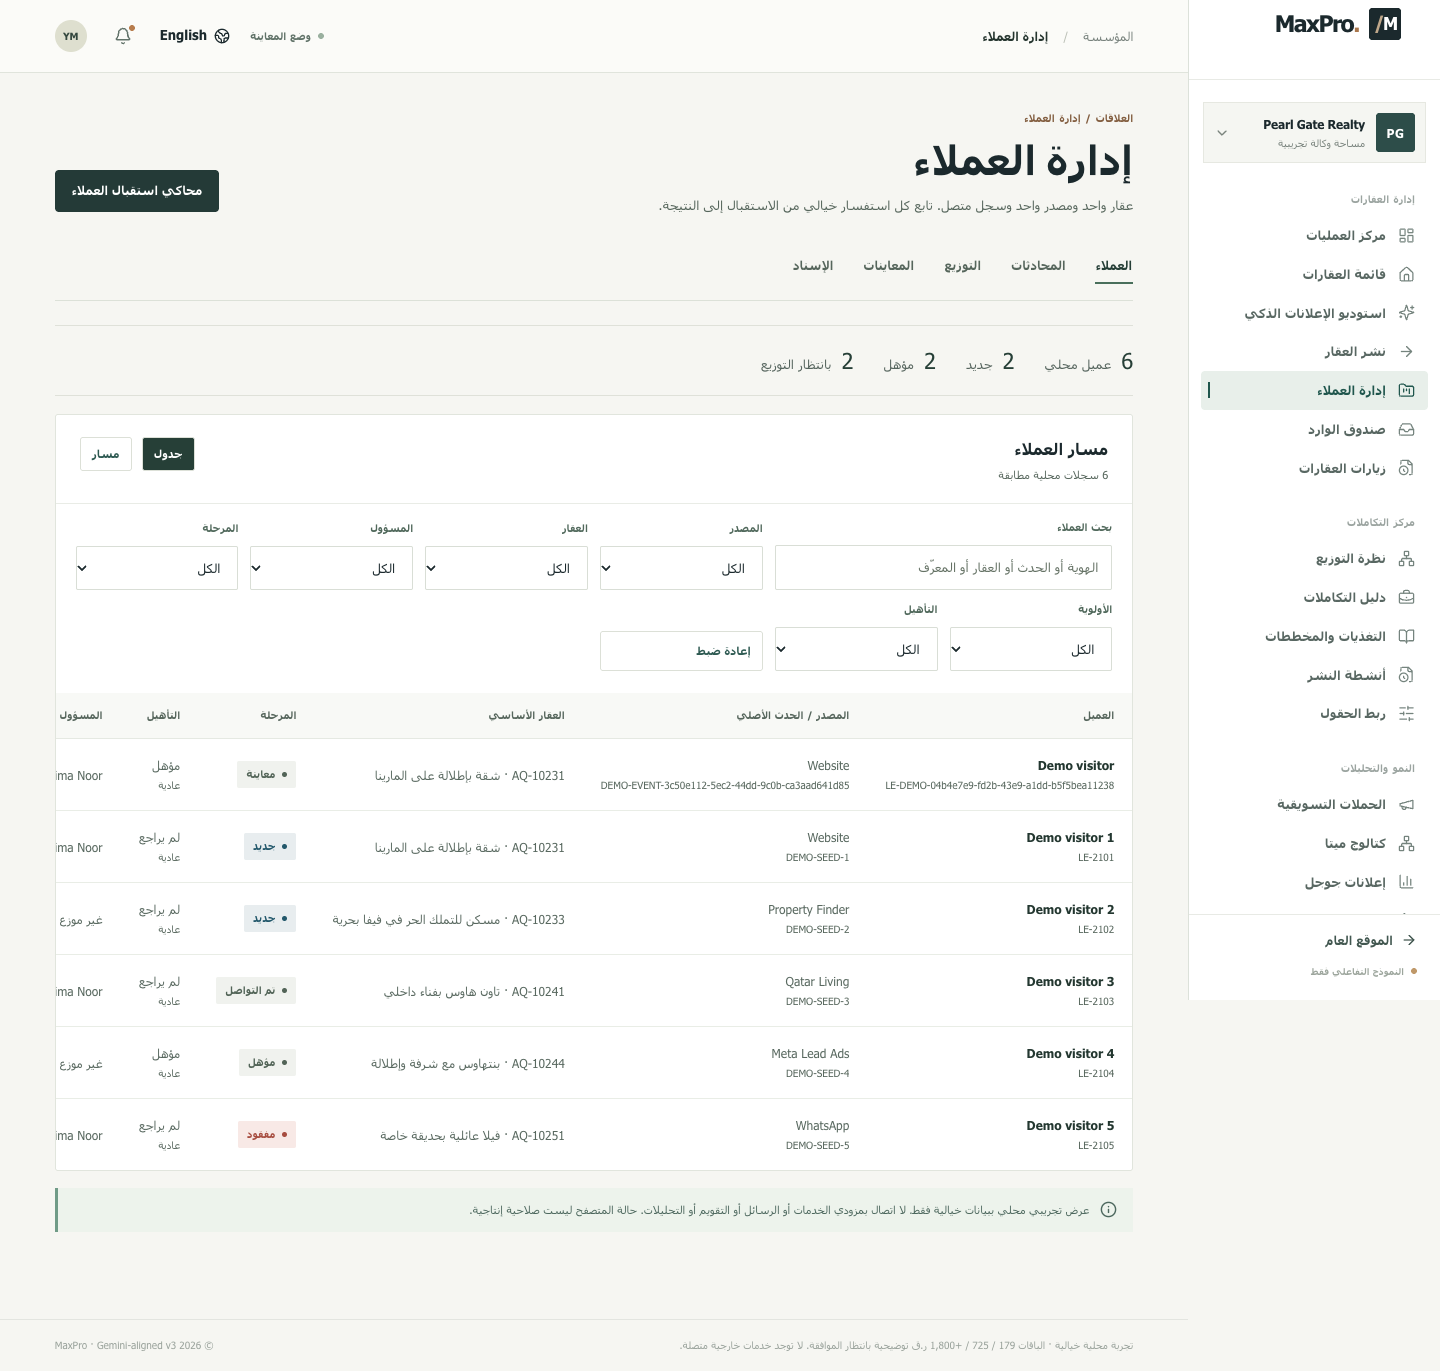 MaxPro.
/M
المؤسسة / إدارة العملاء
وضع المعاينة
English
YM
PG
Pearl Gate Realty
مساحة وكالة تجريبية
إدارة العقارات
مركز العمليات
قائمة العقارات
استوديو الإعلانات الذكي
نشر العقار
إدارة العملاء
صندوق الوارد
زيارات العقارات
مركز التكاملات
نظرة التوزيع
دليل التكاملات
التغذيات والمخططات
أنشطة النشر
ربط الحقول
النمو والتحليلات
الحملات التسويقية
كتالوج ميتا
إعلانات جوجل
الموقع العام
النموذج التفاعلي فقط
العلاقات / إدارة العملاء
إدارة العملاء
عقار واحد ومصدر واحد وسجل متصل. تابع كل استفسار خيالي من الاستقبال إلى النتيجة.
محاكي استقبال العملاء
العملاء المحادثات التوزيع المعاينات الإسناد
6 عميل محلي 2 جديد 2 مؤهل 2 بانتظار التوزيع
مسار العملاء
6 سجلات محلية مطابقة
جدول مسار
بحث العملاء المصدر العقار المسؤول المرحلة
الهوية أو الحدث أو العقار أو المعرّف الكل الكل الكل الكل
الأولوية التأهيل
الكل الكل إعادة ضبط
العميل المصدر / الحدث الأصلي العقار الأساسي المرحلة التأهيل المسؤول
Demo visitor Website AQ-10231 · شقة بإطلالة على المارينا معاينة مؤهل ima Noor
LE-DEMO-04b4e7e9-fd2b-43e9-a1dd-b5f5bea11238 DEMO-EVENT-3c50e112-5ec2-44dd-9c0b-ca3aad641d85 عادية
Demo visitor 1 Website AQ-10231 · شقة بإطلالة على المارينا جديد لم يراجع ima Noor
LE-2101 DEMO-SEED-1 عادية
Demo visitor 2 Property Finder AQ-10233 · مسكن للتملك الحر في فيفا بحرية جديد لم يراجع غير موزع
LE-2102 DEMO-SEED-2 عادية
Demo visitor 3 Qatar Living AQ-10241 · تاون هاوس بفناء داخلي تم التواصل لم يراجع ima Noor
LE-2103 DEMO-SEED-3 عادية
Demo visitor 4 Meta Lead Ads AQ-10244 · بنتهاوس مع شرفة وإطلالة مؤهل مؤهل غير موزع
LE-2104 DEMO-SEED-4 عادية
Demo visitor 5 WhatsApp AQ-10251 · فيلا عائلية بحديقة خاصة مفقود لم يراجع ima Noor
LE-2105 DEMO-SEED-5 عادية
عرض تجريبي محلي ببيانات خيالية فقط. لا اتصال بمزودي الخدمات أو الرسائل أو التقويم أو التحليلات. حالة المتصفح ليست صلاحية إنتاجية.
تجربة محلية خيالية · الباقات 179 / 725 / +1,800 ر.ق توضيحية بانتظار الموافقة. لا توجد خدمات خارجية متصلة.
MaxPro · Gemini-aligned v3 2026 ©